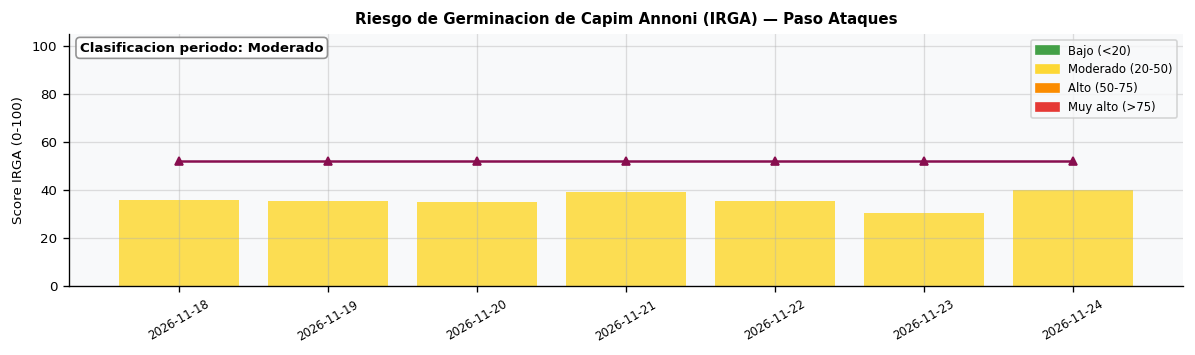 Riesgo de Germinacion de Capim Annoni (IRGA) — Paso Ataques
Clasificacion periodo: Moderado
Bajo (<20)
Moderado (20-50)
Alto (50-75)
Muy alto (>75)
Score IRGA (0-100)
100
80
60
40
20
0
2026-11-18
2026-11-19
2026-11-20
2026-11-21
2026-11-22
2026-11-23
2026-11-24